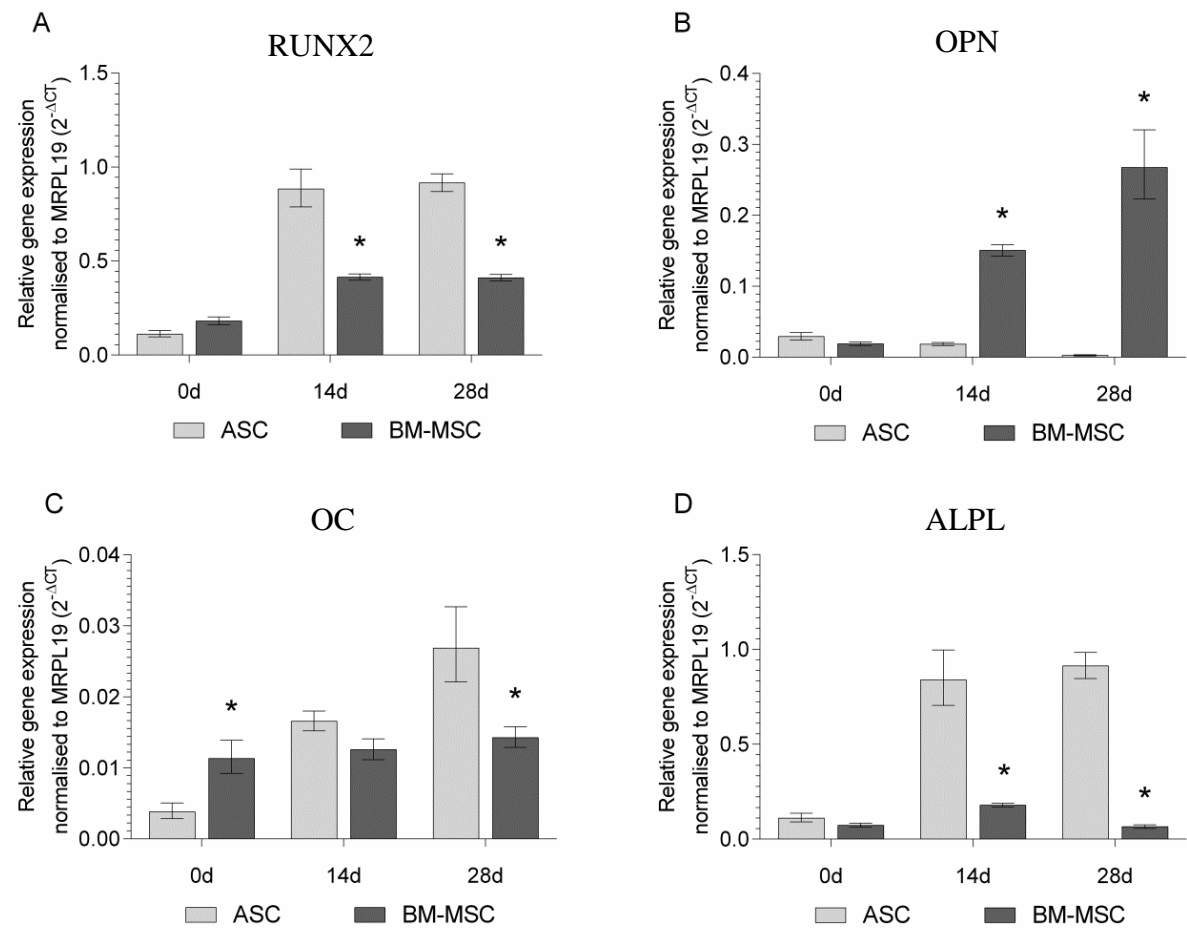 A
RUNX2
Relative gene expression
normalised to MRPL19 (2^-ΔCT)
1.5
1.0
0.5
0.0
*
*
0d 14d 28d
ASC BM-MSC
B
OPN
Relative gene expression
normalised to MRPL19 (2^-ΔCT)
0.4
0.3
0.2
0.1
0.0
*
*
0d 14d 28d
ASC BM-MSC
C
OC
Relative gene expression
normalised to MRPL19 (2^-ΔCT)
0.04
0.03
0.02
0.01
0.00
*
*
0d 14d 28d
ASC BM-MSC
D
ALPL
Relative gene expression
normalised to MRPL19 (2^-ΔCT)
1.5
1.0
0.5
0.0
*
*
0d 14d 28d
ASC BM-MSC